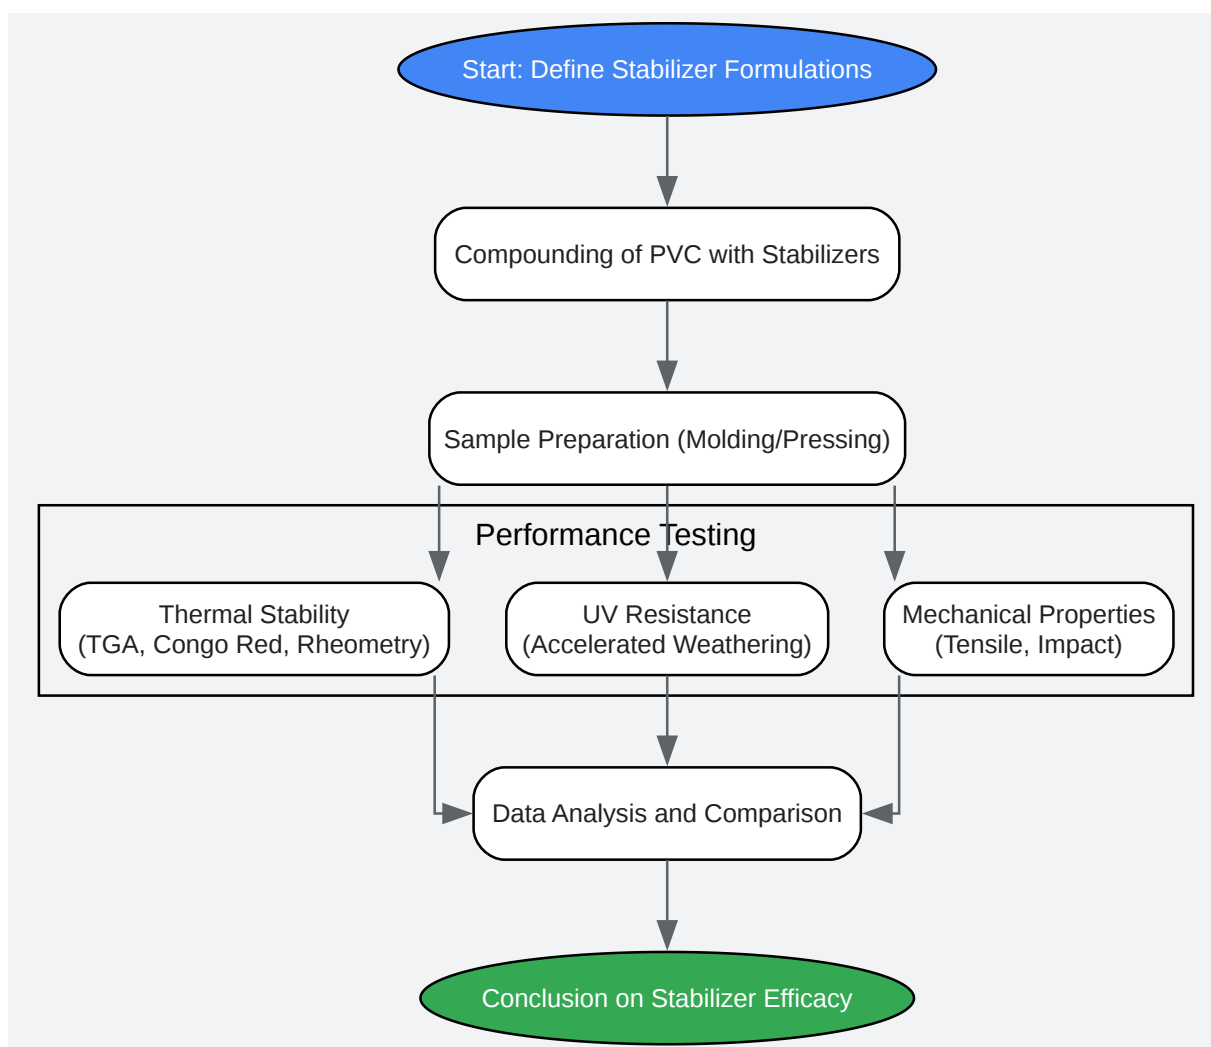 Start: Define Stabilizer Formulations
Compounding of PVC with Stabilizers
Sample Preparation (Molding/Pressing)
Performance Testing
Thermal Stability
(TGA, Congo Red, Rheometry)
UV Resistance
(Accelerated Weathering)
Mechanical Properties
(Tensile, Impact)
Data Analysis and Comparison
Conclusion on Stabilizer Efficacy